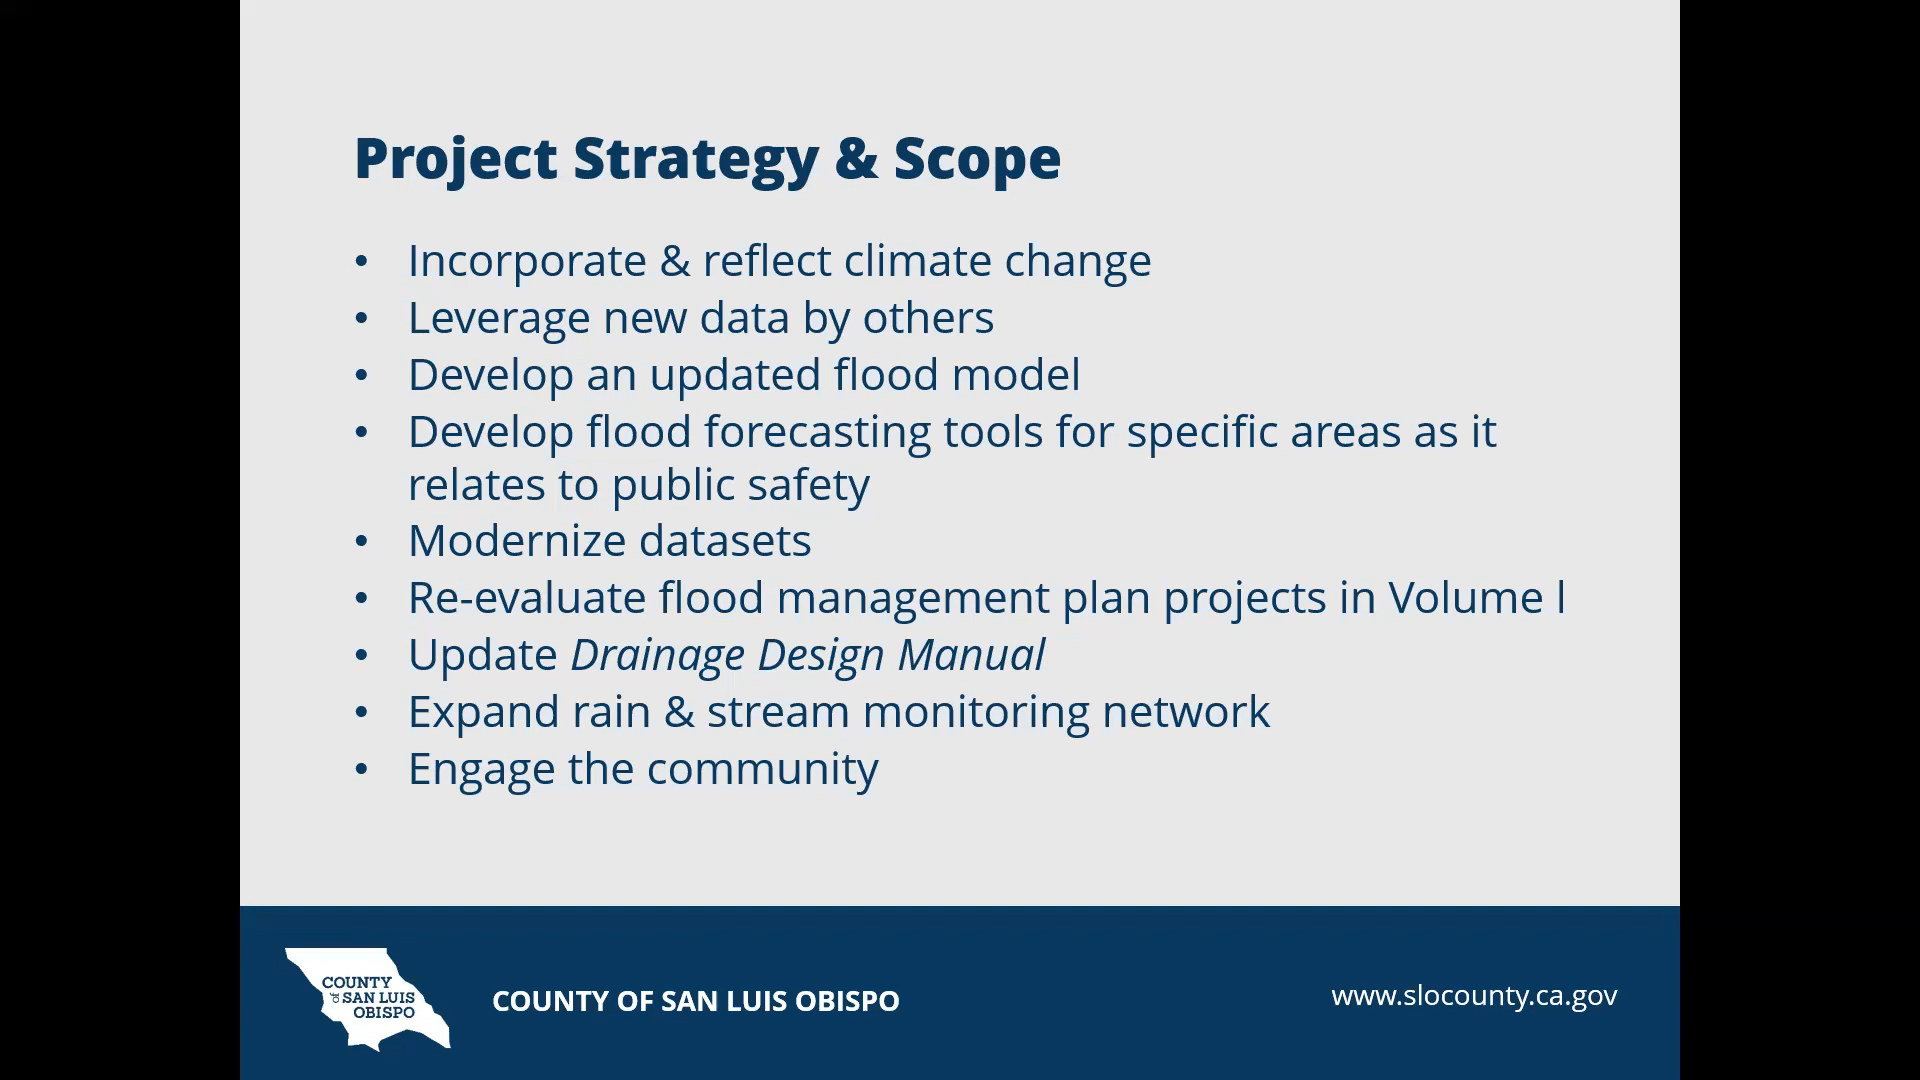 Project Strategy & Scope
• Incorporate & reflect climate change
• Leverage new data by others
• Develop an updated flood model
• Develop flood forecasting tools for specific areas as it
relates to public safety
• Modernize datasets
• Re-evaluate flood management plan projects in Volume l
• Update Drainage Design Manual
• Expand rain & stream monitoring network
• Engage the community
COUNTY
OF SAN LUIS
OBISPO
COUNTY OF SAN LUIS OBISPO
www.slocounty.ca.gov